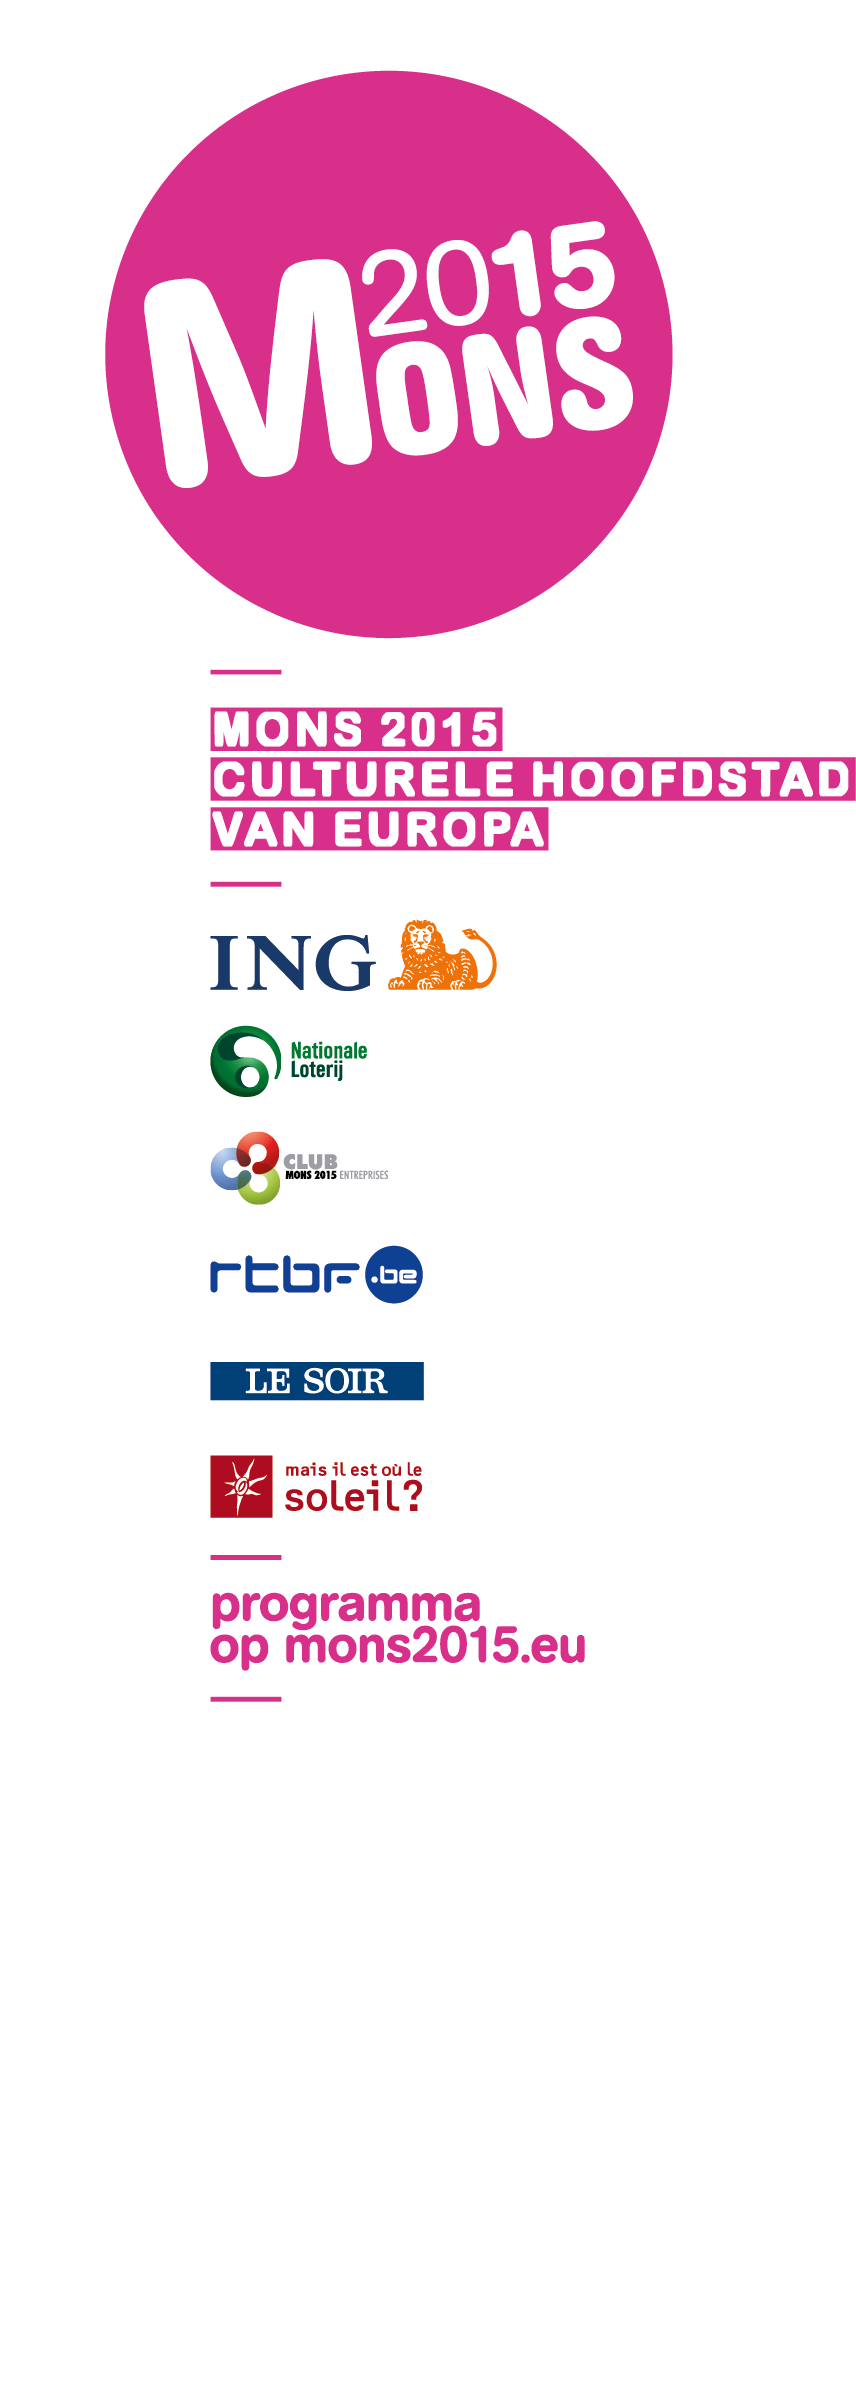 2015
MONS
MONS 2015
CULTURELE HOOFDSTAD
VAN EUROPA
ING
Nationale
Loterij
CLUB
MONS 2015 ENTREPRISES
rtbf.be
LE SOIR
mais il est où le
soleil?
programma
op mons2015.eu